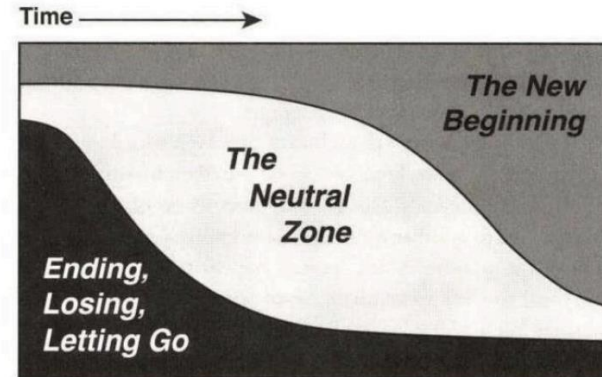 Time
The New
Beginning
The
Neutral
Zone
Ending,
Losing,
Letting Go